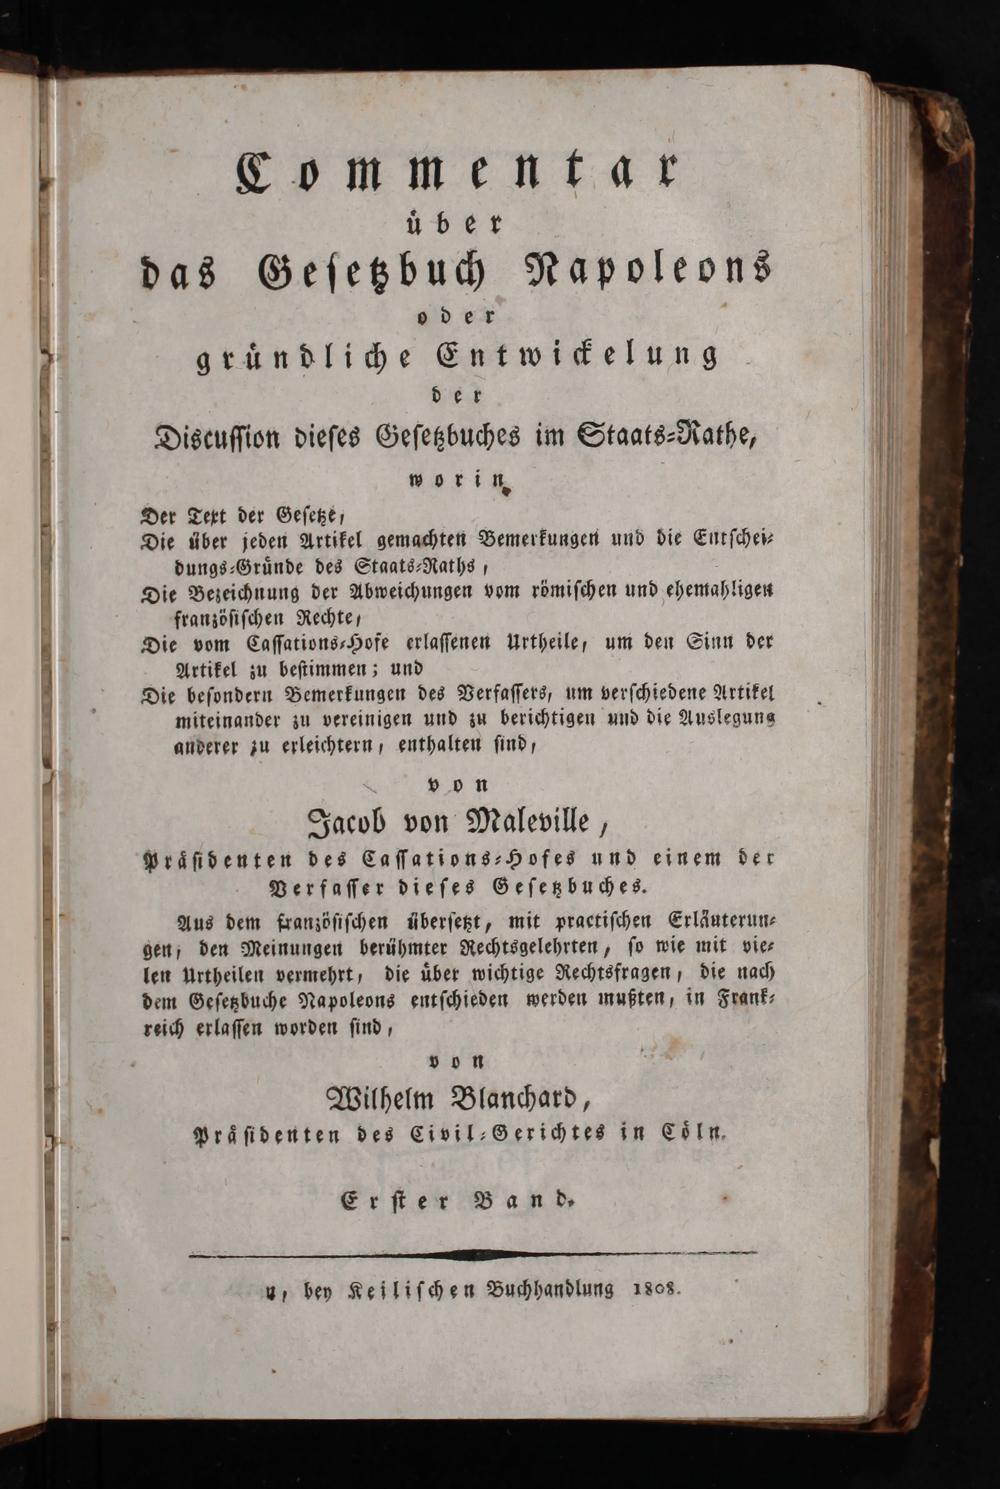 Commentar
über
das Gesetzbuch Napoleons
oder
gründliche Entwickelung
der
Discussion dieses Gesetzbuches im Staats-Rathe,
worin
Der Text der Gesetze,
Die über jeden Artikel gemachten Bemerkungen und die Entschei-
dungs-Gründe des Staats-Raths,
Die Bezeichnung der Abweichungen vom römischen und ehemahligen
französischen Rechte,
Die vom Cassations-Hofe erlassenen Urtheile, um den Sinn der
Artikel zu bestimmen; und
Die besondern Bemerkungen des Verfassers, um verschiedene Artikel
miteinander zu vereinigen und zu berichtigen und die Auslegung
anderer zu erleichtern, enthalten sind,
von
Jacob von Maleville,
Präsidenten des Cassations-Hofes und einem der
Verfasser dieses Gesetzbuches.
Aus dem französischen übersetzt, mit practischen Erläuterun-
gen, den Meinungen berühmter Rechtsgelehrten, so wie mit vie-
len Urtheilen vermehrt, die über wichtige Rechtsfragen, die nach
dem Gesetzbuche Napoleons entschieden werden mußten, in Frank-
reich erlassen worden sind,
von
Wilhelm Blanchard,
Präsidenten des Civil-Gerichtes in Cöln.
Erster Band.
bey Keilischen Buchhandlung 1808.